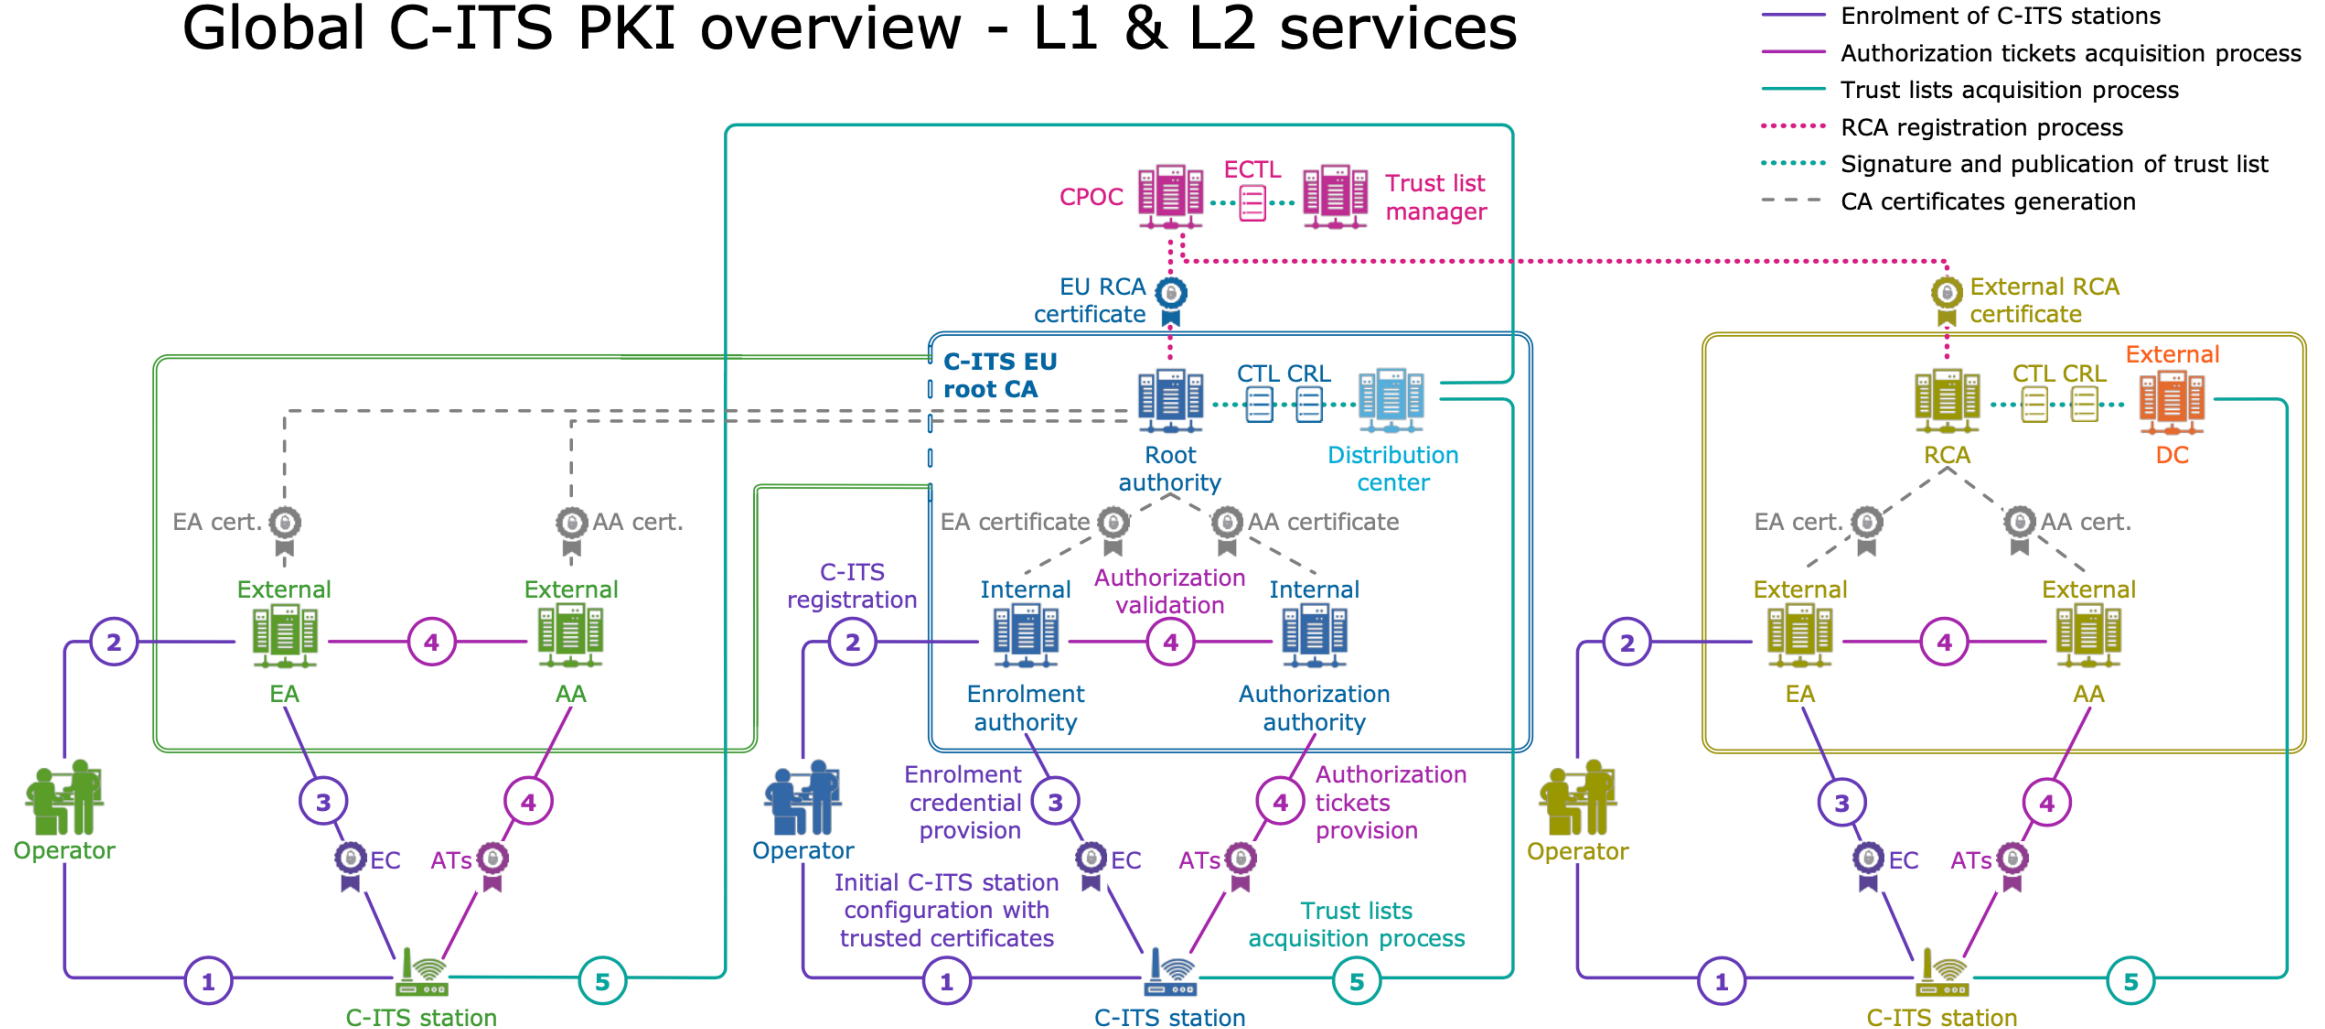 Global C-ITS PKI overview - L1 & L2 services
Enrolment of C-ITS stations
Authorization tickets acquisition process
Trust lists acquisition process
RCA registration process
Signature and publication of trust list
CA certificates generation
CPOC
ECTL
Trust list
manager
EU RCA
certificate
External RCA
certificate
C-ITS EU
root CA
CTL CRL
Root
authority
Distribution
center
CTL CRL
External
RCA
DC
EA cert.
AA cert.
EA certificate
AA certificate
EA cert.
AA cert.
External
External
C-ITS
registration
Internal
Authorization
validation
Internal
External
External
2
4
2
4
2
4
EA
AA
Enrolment
authority
Authorization
authority
EA
AA
3
4
Enrolment
credential
provision
3
4
Authorization
tickets
provision
3
4
Operator
EC
ATs
Operator
EC
ATs
Operator
EC
ATs
Initial C-ITS station
configuration with
trusted certificates
Trust lists
acquisition process
1
5
1
5
1
5
C-ITS station
C-ITS station
C-ITS station